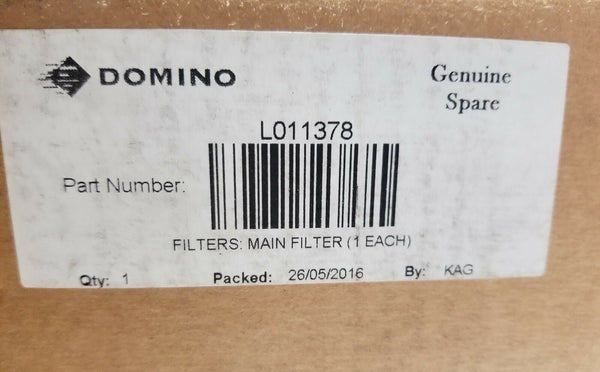 DOMINO
Genuine
Spare
L011378
Part Number:
FILTERS: MAIN FILTER (1 EACH)
Qty: 1 Packed: 26/05/2016 By: KAG